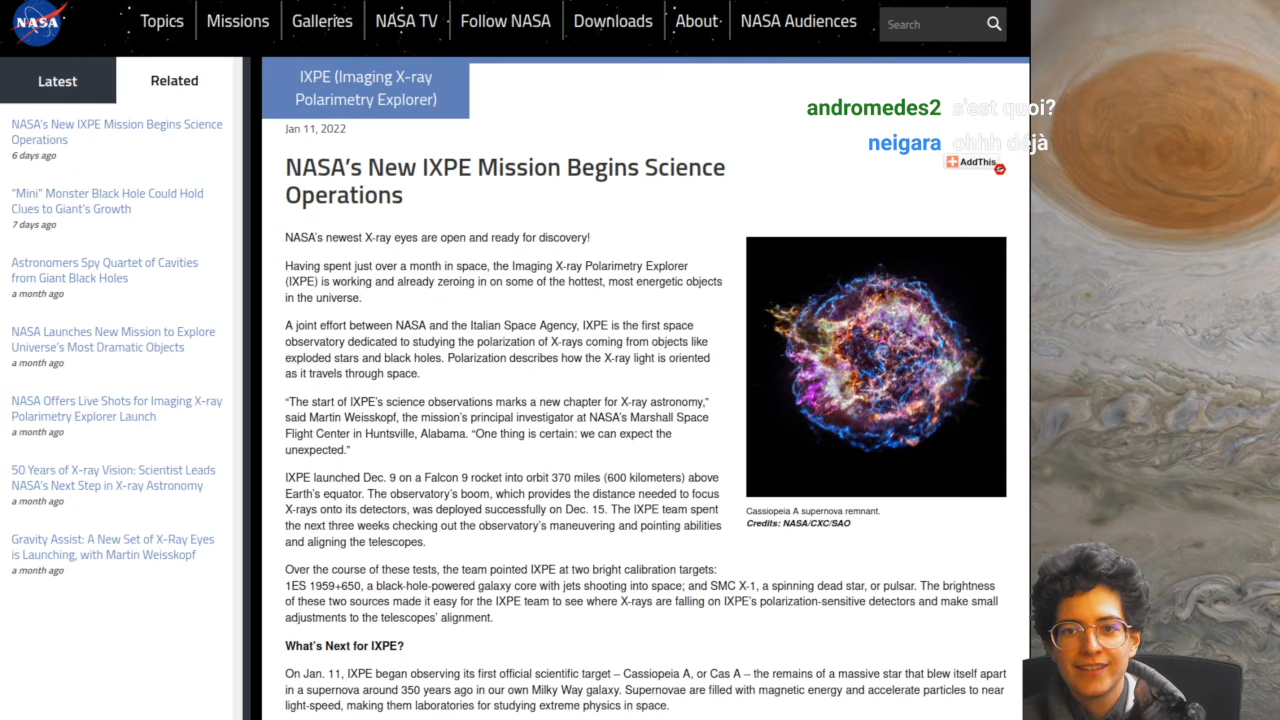 NASA
Topics
Missions
Galleries
NASA TV
Follow NASA
Downloads
About
NASA Audiences
Search
Latest
Related
NASA's New IXPE Mission Begins Science
Operations
6 days ago
“Mini” Monster Black Hole Could Hold
Clues to Giant's Growth
7 days ago
Astronomers Spy Quartet of Cavities
from Giant Black Holes
a month ago
NASA Launches New Mission to Explore
Universe's Most Dramatic Objects
a month ago
NASA Offers Live Shots for Imaging X-ray
Polarimetry Explorer Launch
a month ago
50 Years of X-ray Vision: Scientist Leads
NASA's Next Step in X-ray Astronomy
a month ago
Gravity Assist: A New Set of X-Ray Eyes
is Launching, with Martin Weisskopf
a month ago
IXPE (Imaging X-ray
Polarimetry Explorer)
Jan 11, 2022
andromedes2 s'est quoi?
neigara ohhh déjà
AddThis
NASA's New IXPE Mission Begins Science
Operations
NASA's newest X-ray eyes are open and ready for discovery!
Having spent just over a month in space, the Imaging X-ray Polarimetry Explorer
(IXPE) is working and already zeroing in on some of the hottest, most energetic objects
in the universe.
A joint effort between NASA and the Italian Space Agency, IXPE is the first space
observatory dedicated to studying the polarization of X-rays coming from objects like
exploded stars and black holes. Polarization describes how the X-ray light is oriented
as it travels through space.
“The start of IXPE's science observations marks a new chapter for X-ray astronomy,”
said Martin Weisskopf, the mission's principal investigator at NASA's Marshall Space
Flight Center in Huntsville, Alabama. “One thing is certain: we can expect the
unexpected.”
IXPE launched Dec. 9 on a Falcon 9 rocket into orbit 370 miles (600 kilometers) above
Earth's equator. The observatory's boom, which provides the distance needed to focus
X-rays onto its detectors, was deployed successfully on Dec. 15. The IXPE team spent
the next three weeks checking out the observatory's maneuvering and pointing abilities
and aligning the telescopes.
Cassiopeia A supernova remnant.
Credits: NASA/CXC/SAO
Over the course of these tests, the team pointed IXPE at two bright calibration targets:
1ES 1959+650, a black-hole-powered galaxy core with jets shooting into space; and SMC X-1, a spinning dead star, or pulsar. The brightness
of these two sources made it easy for the IXPE team to see where X-rays are falling on IXPE's polarization-sensitive detectors and make small
adjustments to the telescopes' alignment.
What's Next for IXPE?
On Jan. 11, IXPE began observing its first official scientific target – Cassiopeia A, or Cas A – the remains of a massive star that blew itself apart
in a supernova around 350 years ago in our own Milky Way galaxy. Supernovae are filled with magnetic energy and accelerate particles to near
light-speed, making them laboratories for studying extreme physics in space.